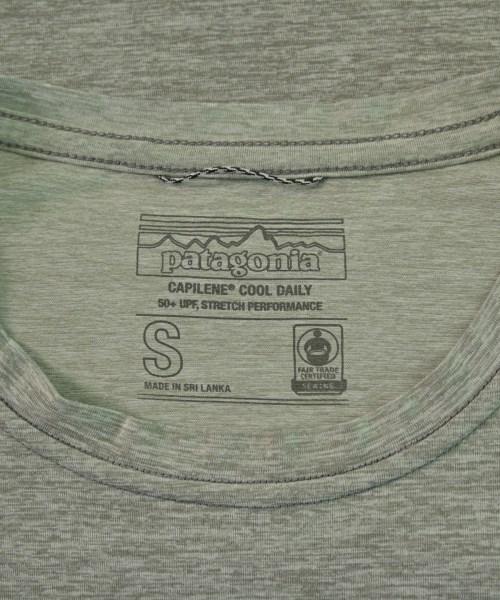 patagonia
CAPILENE® COOL DAILY
50+ UPF, STRETCH PERFORMANCE
S
MADE IN SRI LANKA
FAIR TRADE
CERTIFIED
SEWING